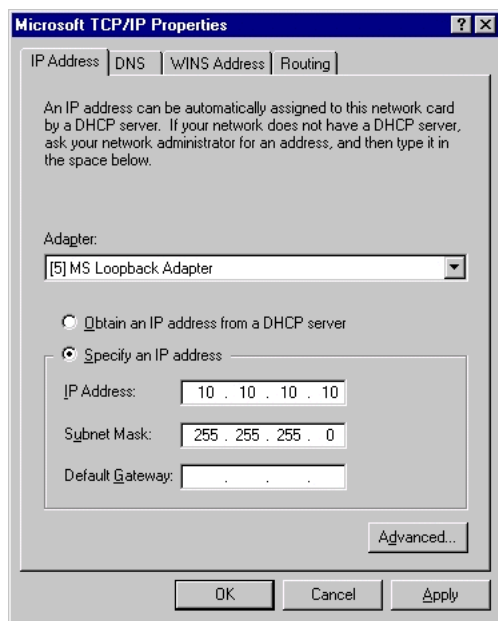 Microsoft TCP/IP Properties
IP Address DNS WINS Address Routing
An IP address can be automatically assigned to this network card
by a DHCP server. If your network does not have a DHCP server,
ask your network administrator for an address, and then type it in
the space below.
Adapter:
[5] MS Loopback Adapter
Obtain an IP address from a DHCP server
Specify an IP address
IP Address: 10 . 10 . 10 . 10
Subnet Mask: 255 . 255 . 255 . 0
Default Gateway: . . .
Advanced...
OK Cancel Apply